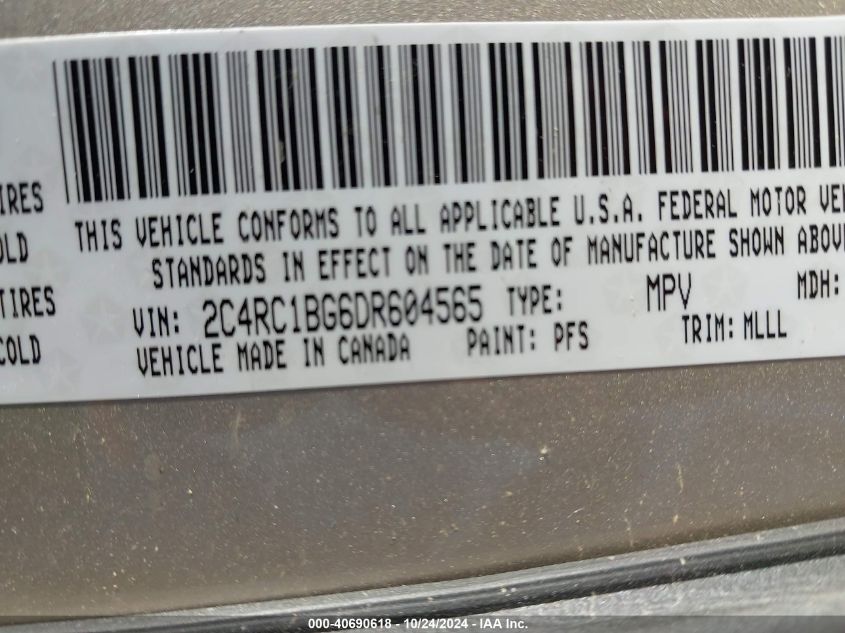 IRES
OLD
TIRES
COLD
THIS VEHICLE CONFORMS TO ALL APPLICABLE U.S.A. FEDERAL MOTOR VEH
STANDARDS IN EFFECT ON THE DATE OF MANUFACTURE SHOWN ABOV
VIN: 2C4RC1BG6DR604565 TYPE: MPV MDH:
VEHICLE MADE IN CANADA PAINT: PFS TRIM: MLLL
000-40690618 - 10/24/2024 - IAA Inc.